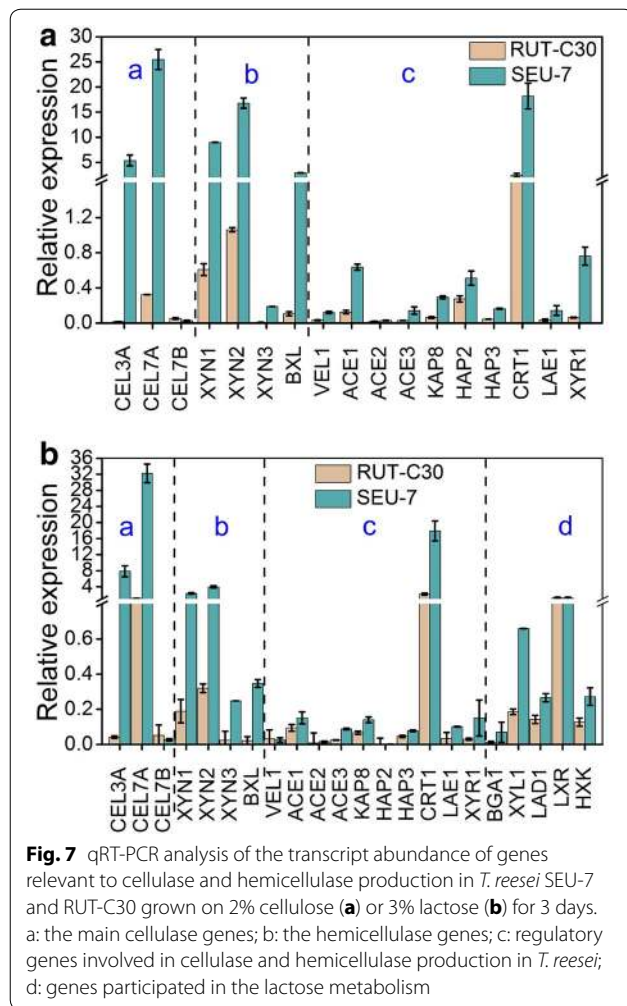 a
30
25
20
15
10
5
1.2
0.8
0.4
0.0
Relative expression
a
b
c
RUT-C30
SEU-7
CEL3A
CEL7A
CEL7B
XYN1
XYN2
XYN3
BXL
VEL1
ACE1
ACE2
ACE3
KAP8
HAP2
HAP3
CRT1
LAE1
XYR1
b
36
28
20
12
4
0.6
0.4
0.2
0.0
Relative expression
RUT-C30
SEU-7
a
b
c
d
CEL3A
CEL7A
CEL7B
XYN1
XYN2
XYN3
BXL
VEL1
ACE1
ACE2
ACE3
KAP8
HAP2
HAP3
CRT1
LAE1
XYR1
BGA1
XYL1
LAD1
LXR
HXK
Fig. 7 qRT-PCR analysis of the transcript abundance of genes
relevant to cellulase and hemicellulase production in T. reesei SEU-7
and RUT-C30 grown on 2% cellulose (a) or 3% lactose (b) for 3 days.
a: the main cellulase genes; b: the hemicellulase genes; c: regulatory
genes involved in cellulase and hemicellulase production in T. reesei;
d: genes participated in the lactose metabolism